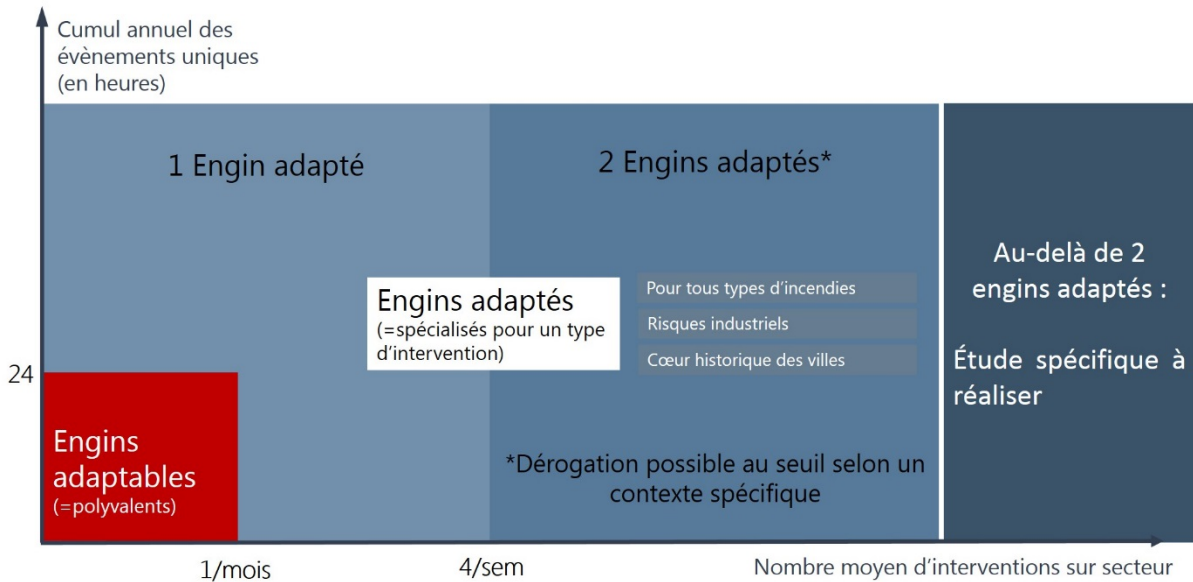 Cumul annuel des
évènements uniques
(en heures)
1 Engin adapté
2 Engins adaptés*
Au-delà de 2
engins adaptés :
Étude spécifique à
réaliser
Engins adaptés
(=spécialisés pour un type
d’intervention)
Pour tous types d’incendies
Risques industriels
Cœur historique des villes
24
Engins
adaptables
(=polyvalents)
*Dérogation possible au seuil selon un
contexte spécifique
1/mois
4/sem
Nombre moyen d’interventions sur secteur